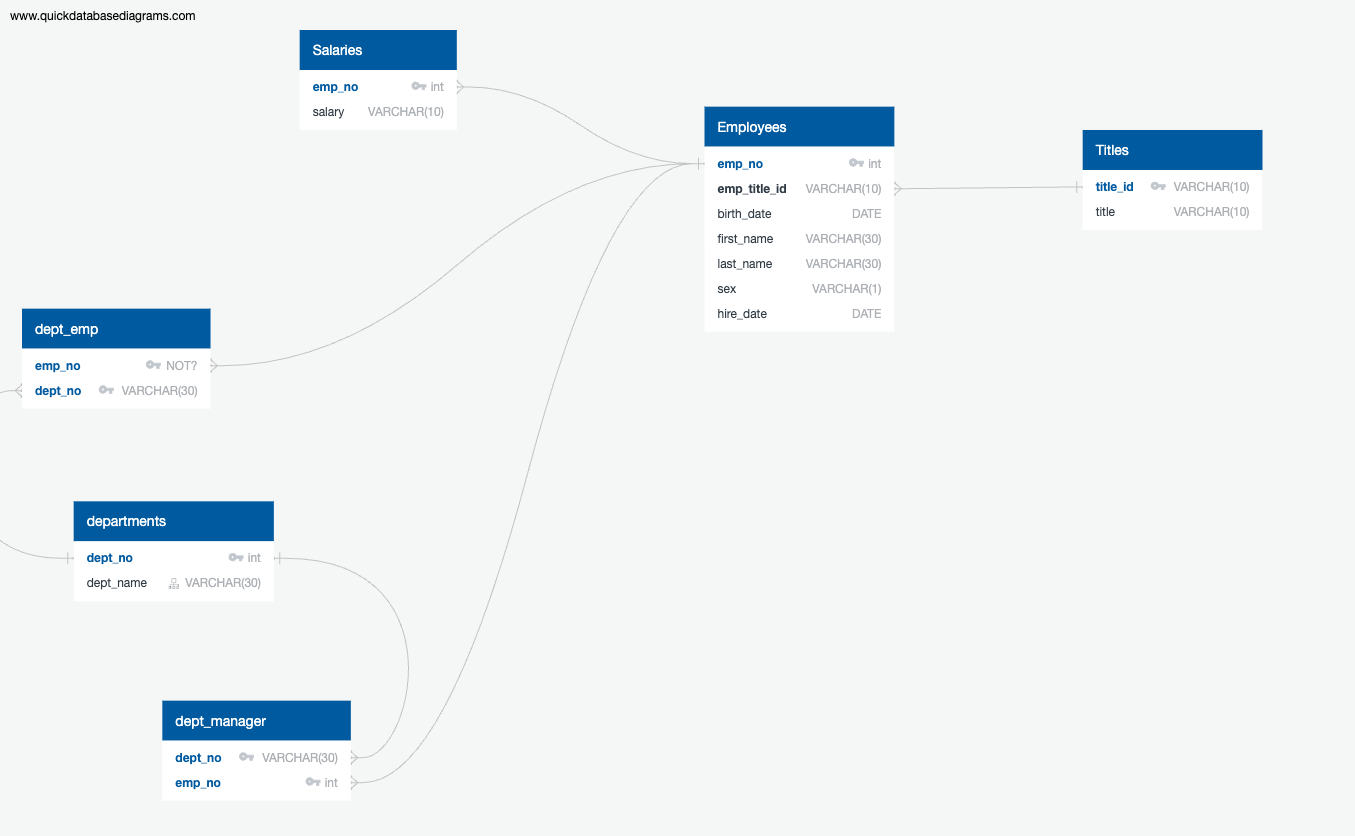 www.quickdatabasediagrams.com
Salaries
emp_no int
salary VARCHAR(10)
Employees
emp_no int
emp_title_id VARCHAR(10)
birth_date DATE
first_name VARCHAR(30)
last_name VARCHAR(30)
sex VARCHAR(1)
hire_date DATE
Titles
title_id VARCHAR(10)
title VARCHAR(10)
dept_emp
emp_no NOT?
dept_no VARCHAR(30)
departments
dept_no int
dept_name VARCHAR(30)
dept_manager
dept_no VARCHAR(30)
emp_no int